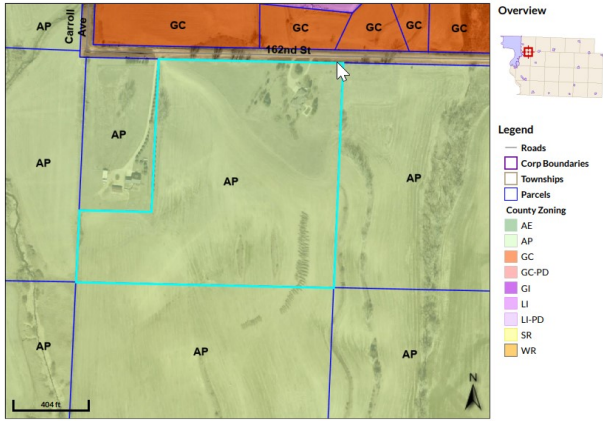 AP
Carroll
Ave
GC
GC
GC
GC
GC
162nd St
AP
AP
AP
AP
AP
AP
AP
404 ft
N
Overview
Legend
Roads
Corp Boundaries
Townships
Parcels
County Zoning
AE
AP
GC
GC-PD
GI
LI
LI-PD
SR
WR